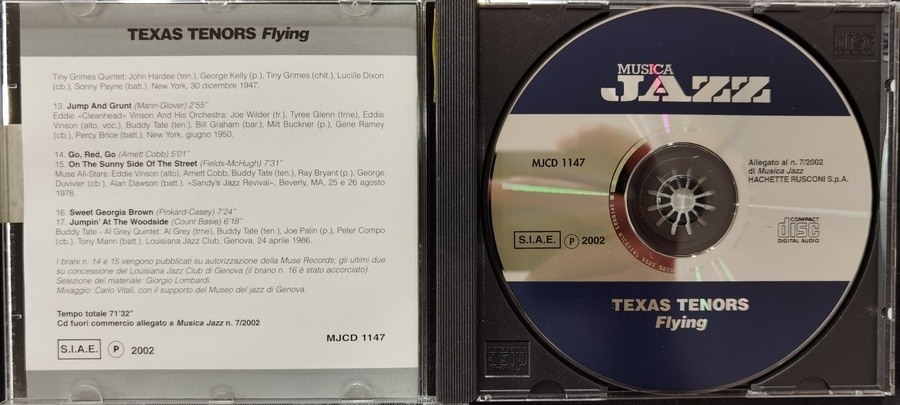 TEXAS TENORS Flying
Tiny Grimes Quintet: John Hardee (ten.), George Kelly (p.), Tiny Grimes (chit.), Lucille Dixon
(cb.), Sonny Payne (batt.). New York, 30 dicembre 1947.
13. Jump And Grunt (Mann-Glover) 2'55"
Eddie «Cleanhead» Vinson And His Orchestra: Joe Wilder (tr.), Tyree Glenn (trne), Eddie
Vinson (alto, voc.), Buddy Tate (ten.), Bill Graham (bar.), Milt Buckner (p.), Gene Ramey
(cb.), Percy Brice (batt.). New York, giugno 1950.
14. Go, Red, Go (Arnett Cobb) 5'01"
15. On The Sunny Side Of The Street (Fields-McHugh) 7'31"
Muse All-Stars: Eddie Vinson (alto), Arnett Cobb, Buddy Tate (ten.), Ray Bryant (p.), George
Duvivier (cb.), Alan Dawson (batt.). «Sandy's Jazz Revival», Beverly, MA, 25 e 26 agosto
1978.
16. Sweet Georgia Brown (Pinkard-Casey) 7'24"
17. Jumpin' At The Woodside (Count Basie) 6'18"
Buddy Tate - Al Grey Quintet: Al Grey (trne), Buddy Tate (ten.), Joe Palin (p.), Peter Compo
(cb.), Tony Mann (batt.). Louisiana Jazz Club, Genova, 24 aprile 1986.
I brani n. 14 e 15 vengono pubblicati su autorizzazione della Muse Records; gli ultimi due
su concessione del Louisiana Jazz Club di Genova (il brano n. 16 è stato accorciato).
Selezione del materiale: Giorgio Lombardi.
Mixaggio: Carlo Vitali, con il supporto del Museo del jazz di Genova.
Tempo totale 71'32"
Cd fuori commercio allegato a Musica Jazz n. 7/2002
S.I.A.E. P 2002
MJCD 1147
MUSICA
JAZZ
MJCD 1147
Allegato al n. 7/2002
di Musica Jazz
HACHETTE RUSCONI S.p.A.
S.I.A.E. P 2002
COMPACT
disc
DIGITAL AUDIO
TEXAS TENORS
Flying